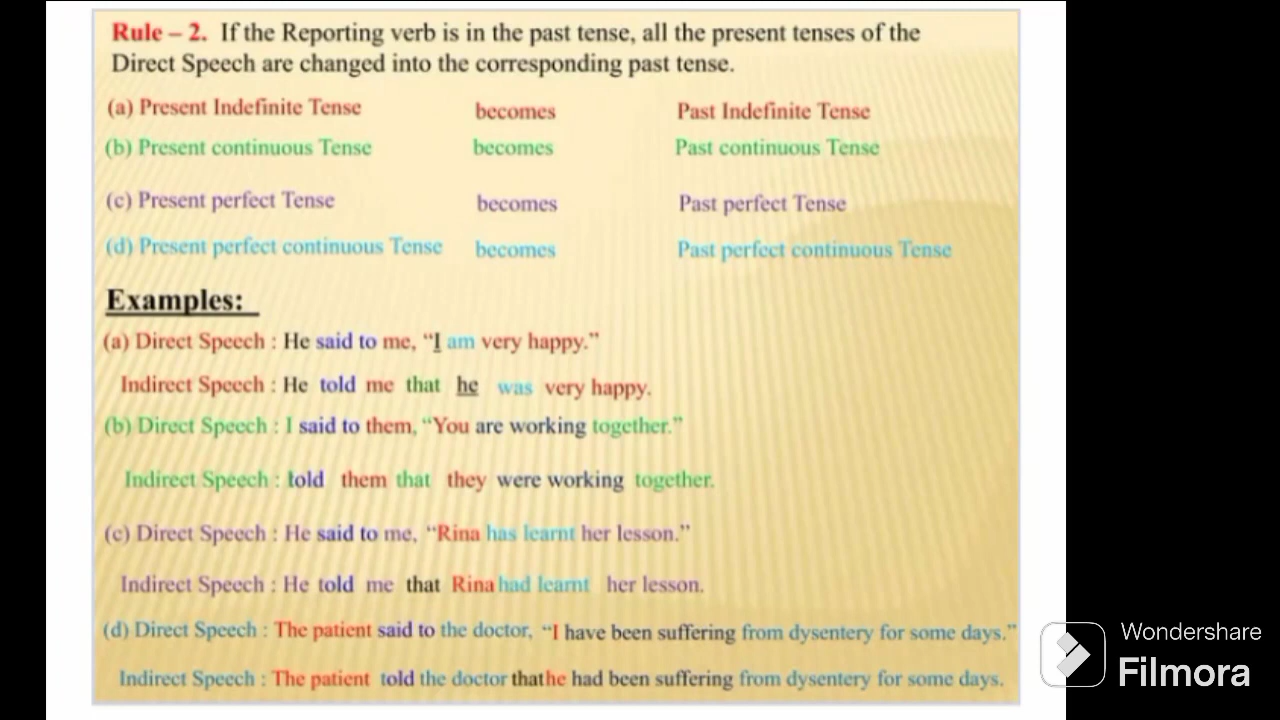 Rule – 2. If the Reporting verb is in the past tense, all the present tenses of the
Direct Speech are changed into the corresponding past tense.
(a) Present Indefinite Tense becomes Past Indefinite Tense
(b) Present continuous Tense becomes Past continuous Tense
(c) Present perfect Tense becomes Past perfect Tense
(d) Present perfect continuous Tense becomes Past perfect continuous Tense
Examples:
(a) Direct Speech : He said to me, “I am very happy.”
Indirect Speech : He told me that he was very happy.
(b) Direct Speech : I said to them, “You are working together.”
Indirect Speech : told them that they were working together.
(c) Direct Speech : He said to me, “Rina has learnt her lesson.”
Indirect Speech : He told me that Rina had learnt her lesson.
(d) Direct Speech : The patient said to the doctor, “I have been suffering from dysentery for some days.”
Indirect Speech : The patient told the doctor thathe had been suffering from dysentery for some days.
Wondershare
Filmora